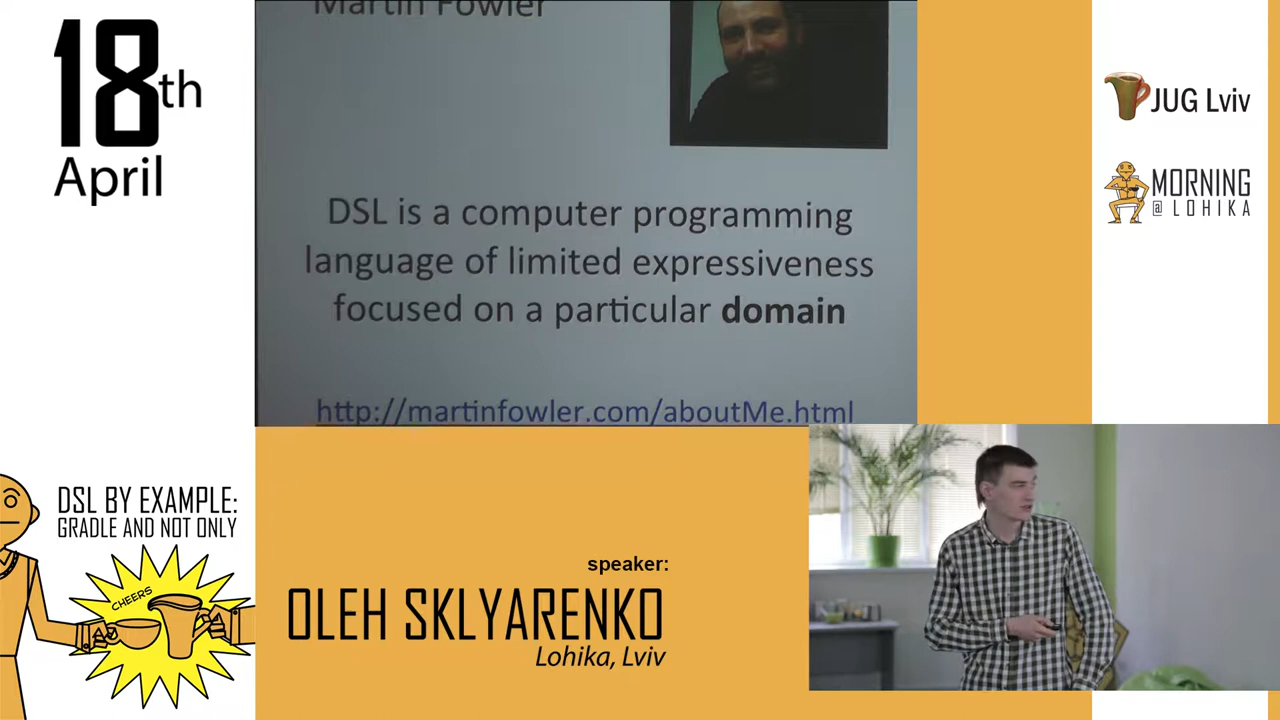 18th
April
Martin Fowler
DSL is a computer programming
language of limited expressiveness
focused on a particular domain
http://martinfowler.com/aboutMe.html
JUG Lviv
MORNING
@ LOHIKA
DSL BY EXAMPLE:
GRADLE AND NOT ONLY
CHEERS
speaker:
OLEH SKLYARENKO
Lohika, Lviv